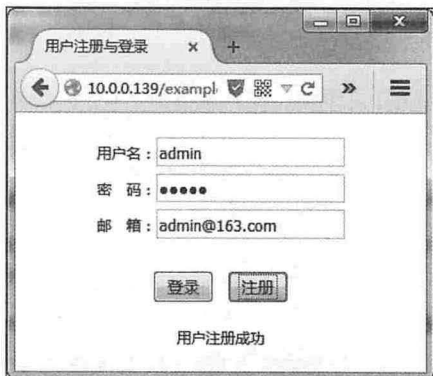 用户注册与登录 × +
10.0.0.139/exampl
用户名：admin
密 码：●●●●●
邮 箱：admin@163.com
登录 注册
用户注册成功